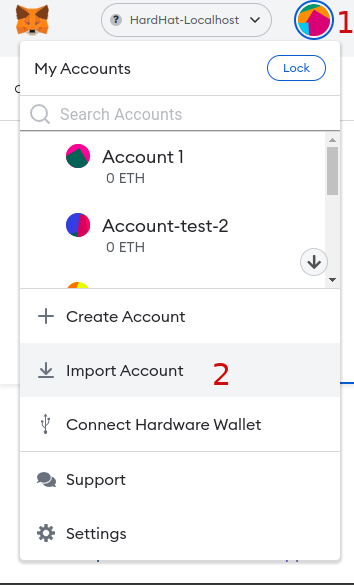 HardHat-Localhost
1
My Accounts
Lock
Search Accounts
Account 1
0 ETH
Account-test-2
0 ETH
Create Account
Import Account 2
Connect Hardware Wallet
Support
Settings